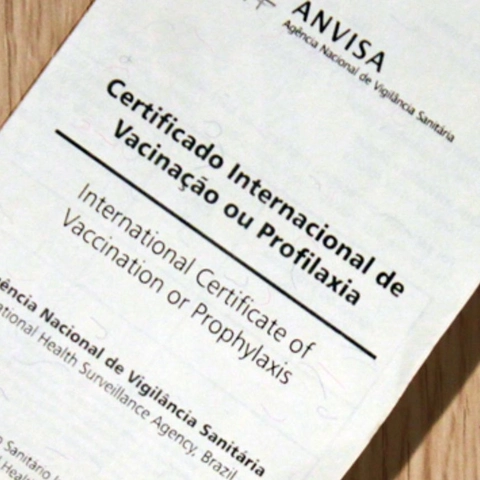 ANVISA
Agência Nacional de Vigilância Sanitária
Certificado Internacional de
Vacinação ou Profilaxia
International Certificate of
Vaccination or Prophylaxis
Nacional de Vigilância Sanitária
Health Surveillance Agency, Brazil
Sanitário